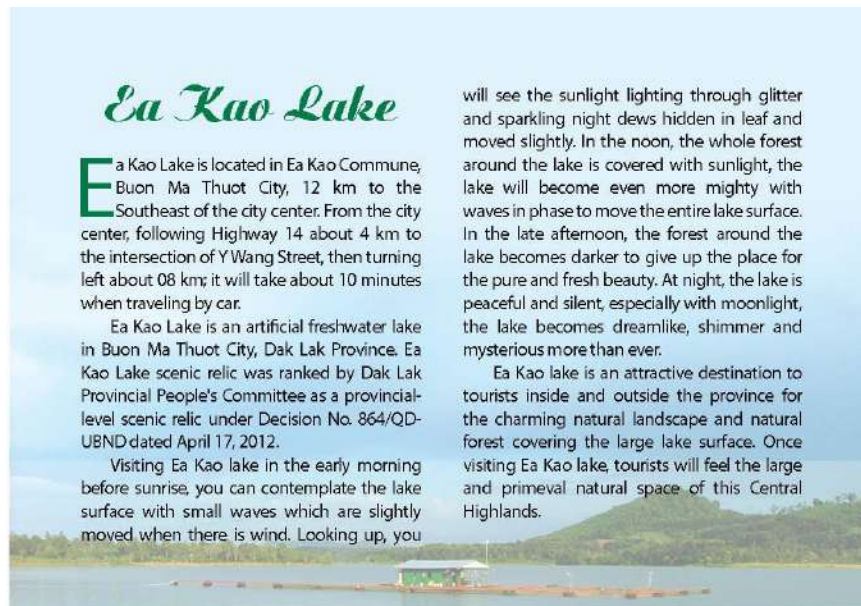 Ea Kao Lake
Ea Kao Lake is located in Ea Kao Commune,
Buon Ma Thuot City, 12 km to the
Southeast of the city center. From the city
center, following Highway 14 about 4 km to
the intersection of Y Wang Street, then turning
left about 08 km; it will take about 10 minutes
when traveling by car.
Ea Kao Lake is an artificial freshwater lake
in Buon Ma Thuot City, Dak Lak Province. Ea
Kao Lake scenic relic was ranked by Dak Lak
Provincial People's Committee as a provincial-
level scenic relic under Decision No. 864/QD-
UBND dated April 17, 2012.
Visiting Ea Kao lake in the early morning
before sunrise, you can contemplate the lake
surface with small waves which are slightly
moved when there is wind. Looking up, you
will see the sunlight lighting through glitter
and sparkling night dews hidden in leaf and
moved slightly. In the noon, the whole forest
around the lake is covered with sunlight, the
lake will become even more mighty with
waves in phase to move the entire lake surface.
In the late afternoon, the forest around the
lake becomes darker to give up the place for
the pure and fresh beauty. At night, the lake is
peaceful and silent, especially with moonlight,
the lake becomes dreamlike, shimmer and
mysterious more than ever.
Ea Kao lake is an attractive destination to
tourists inside and outside the province for
the charming natural landscape and natural
forest covering the large lake surface. Once
visiting Ea Kao lake, tourists will feel the large
and primeval natural space of this Central
Highlands.